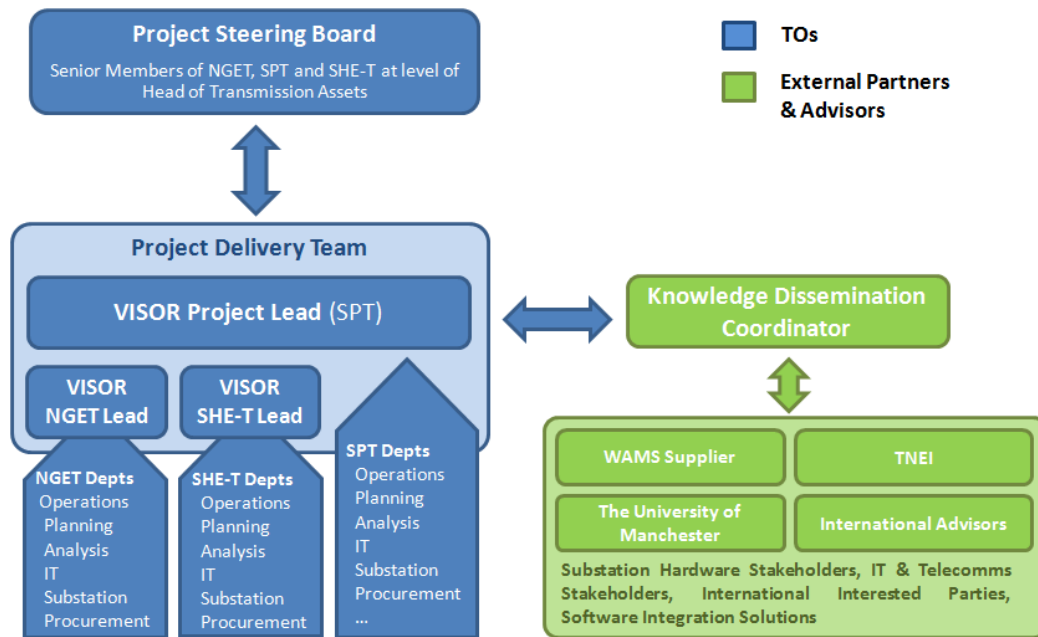 Project Steering Board
Senior Members of NGET, SPT and SHE-T at level of
Head of Transmission Assets
TOs
External Partners
& Advisors
Project Delivery Team
VISOR Project Lead (SPT)
VISOR
NGET Lead
VISOR
SHE-T Lead
NGET Depts
Operations
Planning
Analysis
IT
Substation
Procurement
SHE-T Depts
Operations
Planning
Analysis
IT
Substation
Procurement
SPT Depts
Operations
Planning
Analysis
IT
Substation
Procurement
...
Knowledge Dissemination
Coordinator
WAMS Supplier
TNEI
The University of
Manchester
International Advisors
Substation Hardware Stakeholders, IT & Telecomms
Stakeholders, International Interested Parties,
Software Integration Solutions